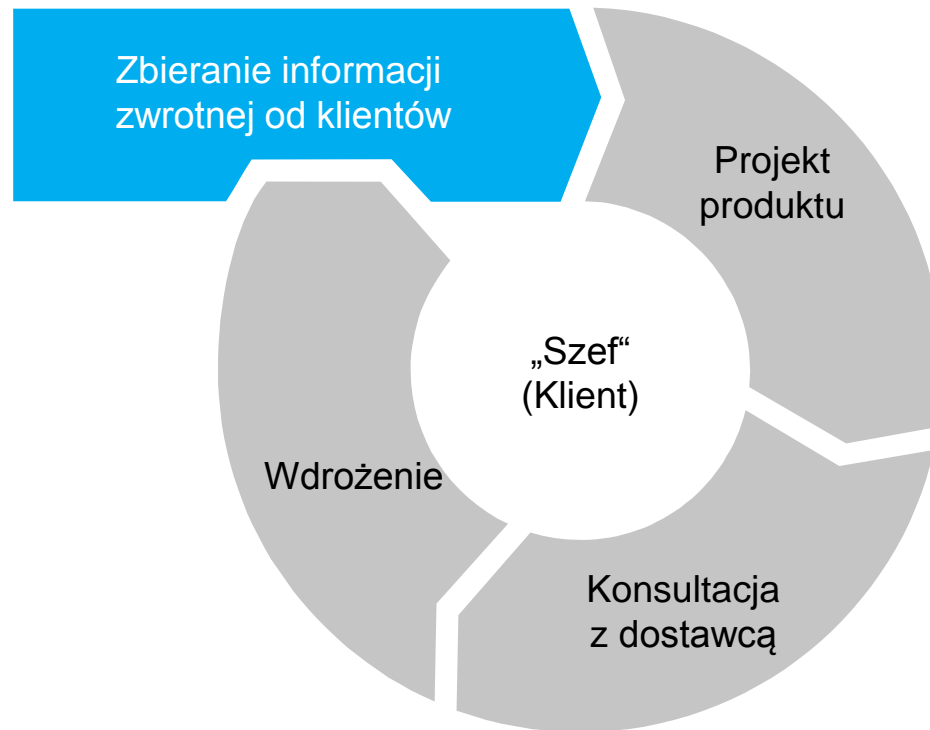 Zbieranie informacji
zwrotnej od klientów
Projekt
produktu
„Szef“
(Klient)
Wdrożenie
Konsultacja
z dostawcą